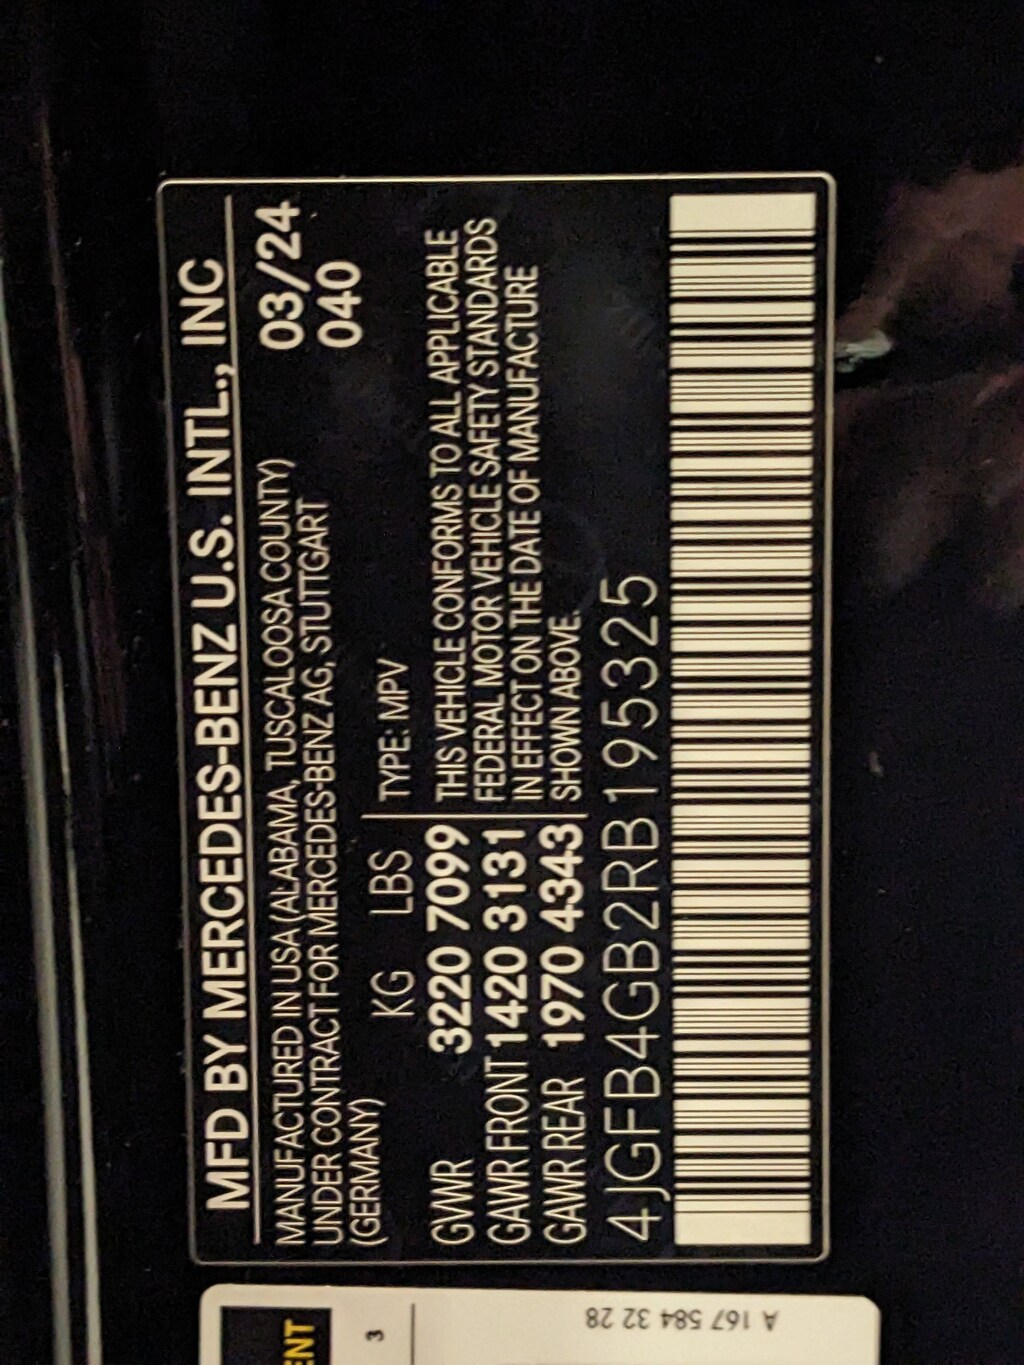 MFD BY MERCEDES-BENZ U.S. INTL., INC
MANUFACTURED IN USA (ALABAMA, TUSCALOOSA COUNTY)
UNDER CONTRACT FOR MERCEDES-BENZ AG, STUTTGART
(GERMANY)
03/24
040
KG LBS
GVWR 3220 7099
GAWR FRONT 1420 3131
GAWR REAR 1970 4343
TYPE: MPV
THIS VEHICLE CONFORMS TO ALL APPLICABLE
FEDERAL MOTOR VEHICLE SAFETY STANDARDS
IN EFFECT ON THE DATE OF MANUFACTURE
SHOWN ABOVE.
4JGFB4GB2RB195325
ENT
3
A 167 584 32 28